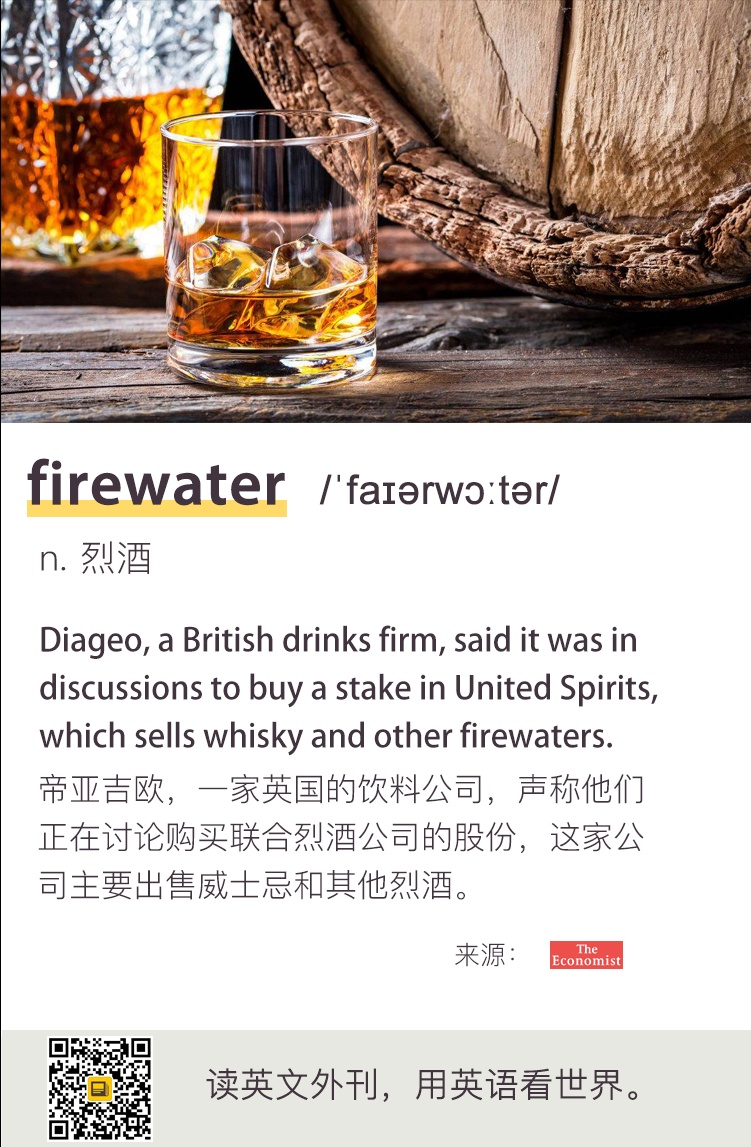 firewater /ˈfaɪərwɔːtər/
n. 烈酒
Diageo, a British drinks firm, said it was in
discussions to buy a stake in United Spirits,
which sells whisky and other firewaters.
帝亚吉欧，一家英国的饮料公司，声称他们
正在讨论购买联合烈酒公司的股份，这家公
司主要出售威士忌和其他烈酒。
来源：
The
Economist
读英文外刊，用英语看世界。